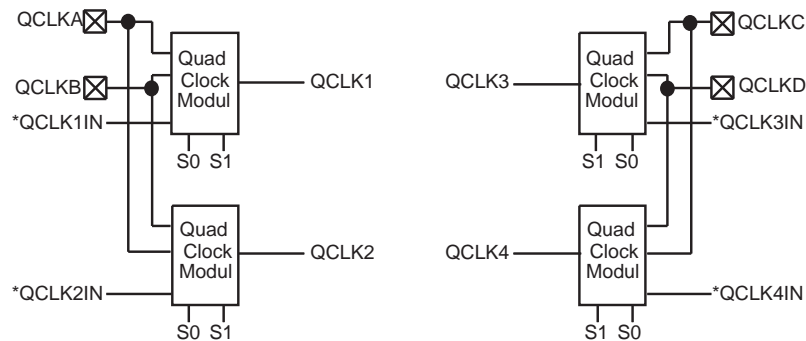 QCLKA
QCLKB
*QCLK1IN
Quad
Clock
Modul
QCLK1
S0 S1
*QCLK2IN
Quad
Clock
Modul
QCLK2
S0 S1
QCLK3
Quad
Clock
Modul
QCLKC
QCLKD
*QCLK3IN
S1 S0
QCLK4
Quad
Clock
Modul
*QCLK4IN
S1 S0